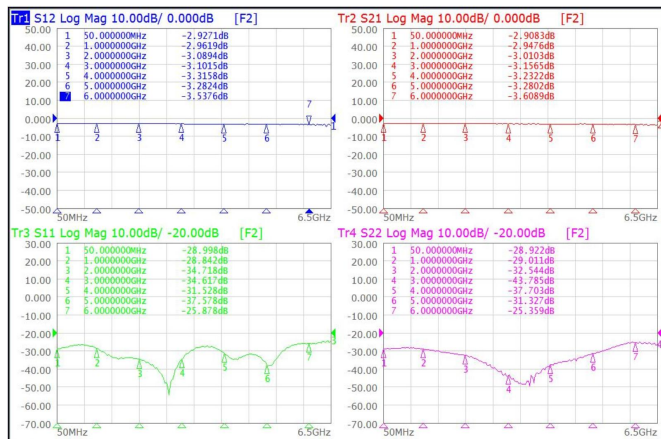 Tr1 S12 Log Mag 10.00dB/ 0.000dB [F2]
50.00
40.00
30.00
20.00
10.00
0.000
-10.00
-20.00
-30.00
-40.00
-50.00
1 50.000000MHz -2.9271dB
2 1.0000000GHz -2.9619dB
3 2.0000000GHz -3.0894dB
4 3.0000000GHz -3.1015dB
5 4.0000000GHz -3.3158dB
6 5.0000000GHz -3.2824dB
7 6.0000000GHz -3.5376dB
7
1
1 2 3 4 5 6
50MHz 6.5GHz
Tr2 S21 Log Mag 10.00dB/ 0.000dB [F2]
50.00
40.00
30.00
20.00
10.00
0.000
-10.00
-20.00
-30.00
-40.00
-50.00
1 50.000000MHz -2.9083dB
2 1.0000000GHz -2.9476dB
3 2.0000000GHz -3.0103dB
4 3.0000000GHz -3.1565dB
5 4.0000000GHz -3.2322dB
6 5.0000000GHz -3.2802dB
7 6.0000000GHz -3.6089dB
1 2 3 4 5 6 7
50MHz 6.5GHz
Tr3 S11 Log Mag 10.00dB/ -20.00dB [F2]
30.00
20.00
10.00
0.000
-10.00
-20.00
-30.00
-40.00
-50.00
-60.00
-70.00
1 50.000000MHz -28.998dB
2 1.0000000GHz -28.842dB
3 2.0000000GHz -34.718dB
4 3.0000000GHz -34.617dB
5 4.0000000GHz -31.528dB
6 5.0000000GHz -37.578dB
7 6.0000000GHz -25.878dB
3
1 2 3 4 5 6 7
50MHz 6.5GHz
Tr4 S22 Log Mag 10.00dB/ -20.00dB [F2]
30.00
20.00
10.00
0.000
-10.00
-20.00
-30.00
-40.00
-50.00
-60.00
-70.00
1 50.000000MHz -28.922dB
2 1.0000000GHz -29.011dB
3 2.0000000GHz -32.544dB
4 3.0000000GHz -43.785dB
5 4.0000000GHz -37.703dB
6 5.0000000GHz -31.327dB
7 6.0000000GHz -25.359dB
1 2 3 4 5 6 7
50MHz 6.5GHz